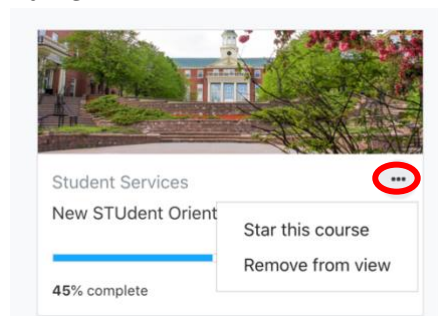 Student Services
New STUdent Orient
Star this course
Remove from view
45% complete